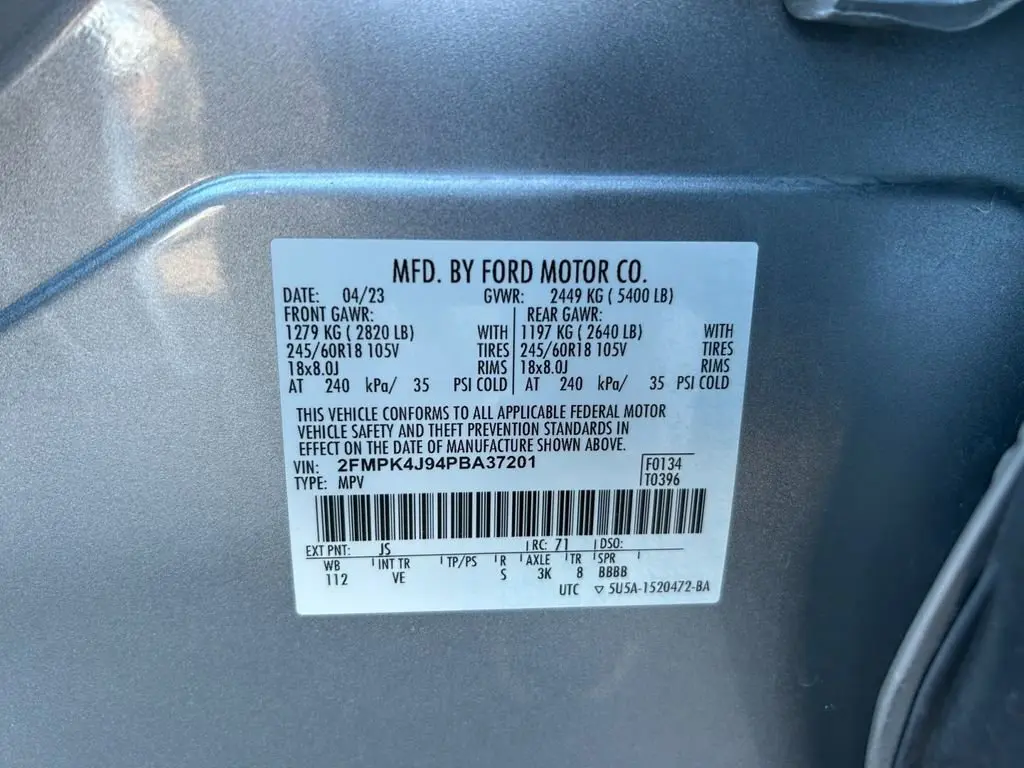 MFD. BY FORD MOTOR CO.
DATE: 04/23 GVWR: 2449 KG ( 5400 LB)
FRONT GAWR: REAR GAWR:
1279 KG ( 2820 LB) WITH 1197 KG ( 2640 LB) WITH
245/60R18 105V TIRES 245/60R18 105V TIRES
18x8.0J RIMS 18x8.0J RIMS
AT 240 kPa/ 35 PSI COLD AT 240 kPa/ 35 PSI COLD
THIS VEHICLE CONFORMS TO ALL APPLICABLE FEDERAL MOTOR
VEHICLE SAFETY AND THEFT PREVENTION STANDARDS IN
EFFECT ON THE DATE OF MANUFACTURE SHOWN ABOVE.
VIN: 2FMPK4J94PBA37201 F0134
TYPE: MPV T0396
EXT PNT: JS RC: 71 DSO:
WB INT TR TP/PS R AXLE TR SPR
112 VE S 3K 8 BBBB
UTC ▽ 5U5A-1520472-BA